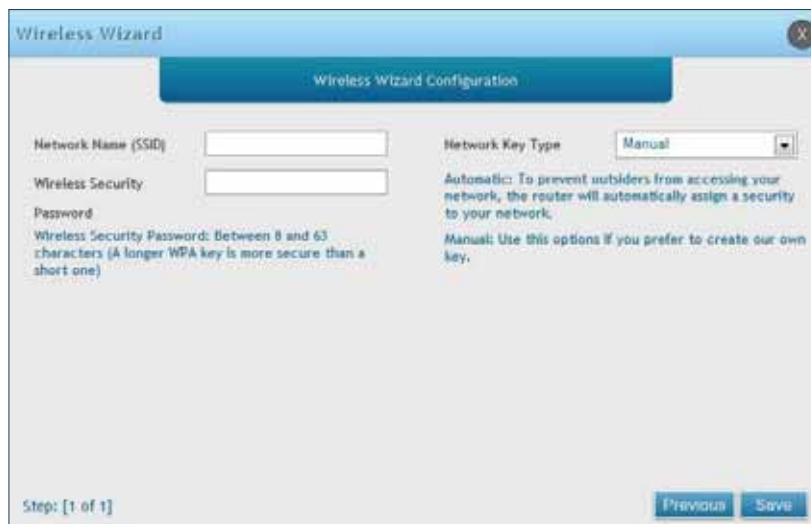 Wireless Wizard
X
Wireless Wizard Configuration
Network Name (SSID)
Wireless Security
Password
Wireless Security Password: Between 8 and 63
characters (A longer WPA key is more secure than a
short one)
Network Key Type
Manual
Automatic: To prevent outsiders from accessing your
network, the router will automatically assign a security
to your network.
Manual: Use this options if you prefer to create our own
key.
Step: [1 of 1]
Previous
Save